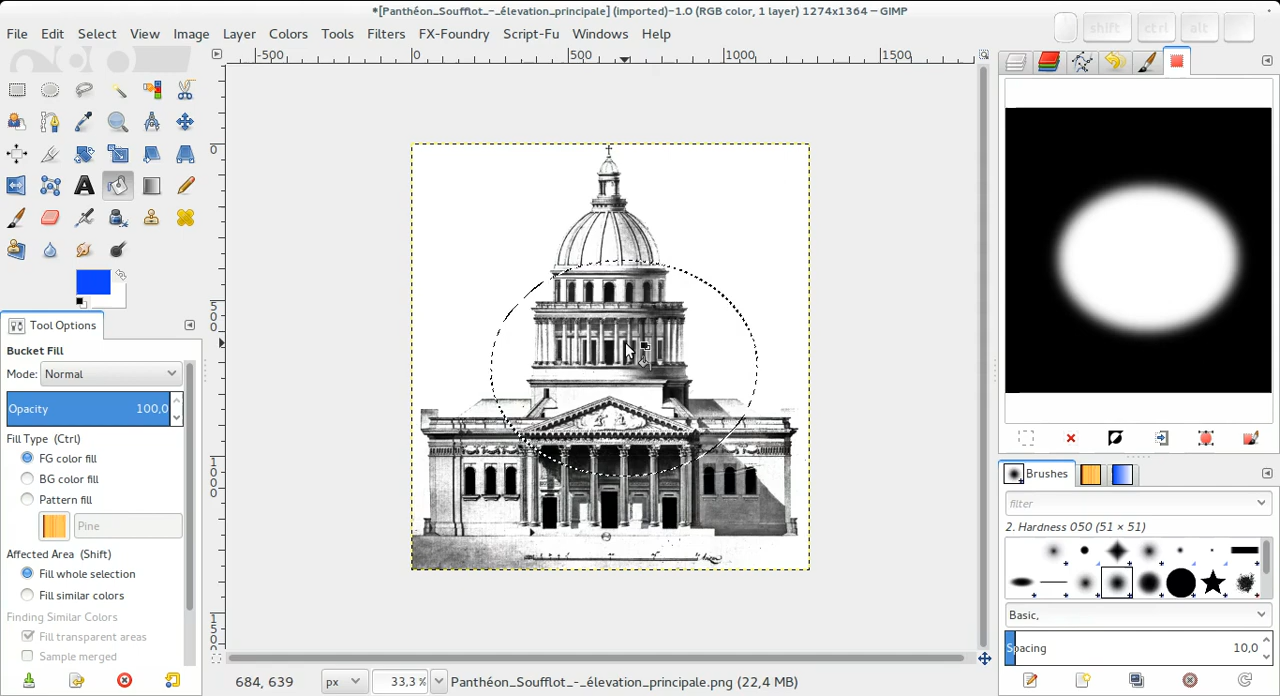 *[Panthéon_Soufflot_-_élevation_principale] (imported)-1.0 (RGB color, 1 layer) 1274x1364 – GIMP
File Edit Select View Image Layer Colors Tools Filters FX-Foundry Script-Fu Windows Help
shift ctrl alt
-500 0 500 1000 1500
0
500
1000
1500
Tool Options
Bucket Fill
Mode: Normal
Opacity 100,0
Fill Type (Ctrl)
FG color fill
BG color fill
Pattern fill
Pine
Affected Area (Shift)
Fill whole selection
Fill similar colors
Finding Similar Colors
Fill transparent areas
Sample merged
Brushes
filter
2. Hardness 050 (51 × 51)
Basic,
Spacing 10,0
684, 639 px 33,3 % Panthéon_Soufflot_-_élevation_principale.png (22,4 MB)